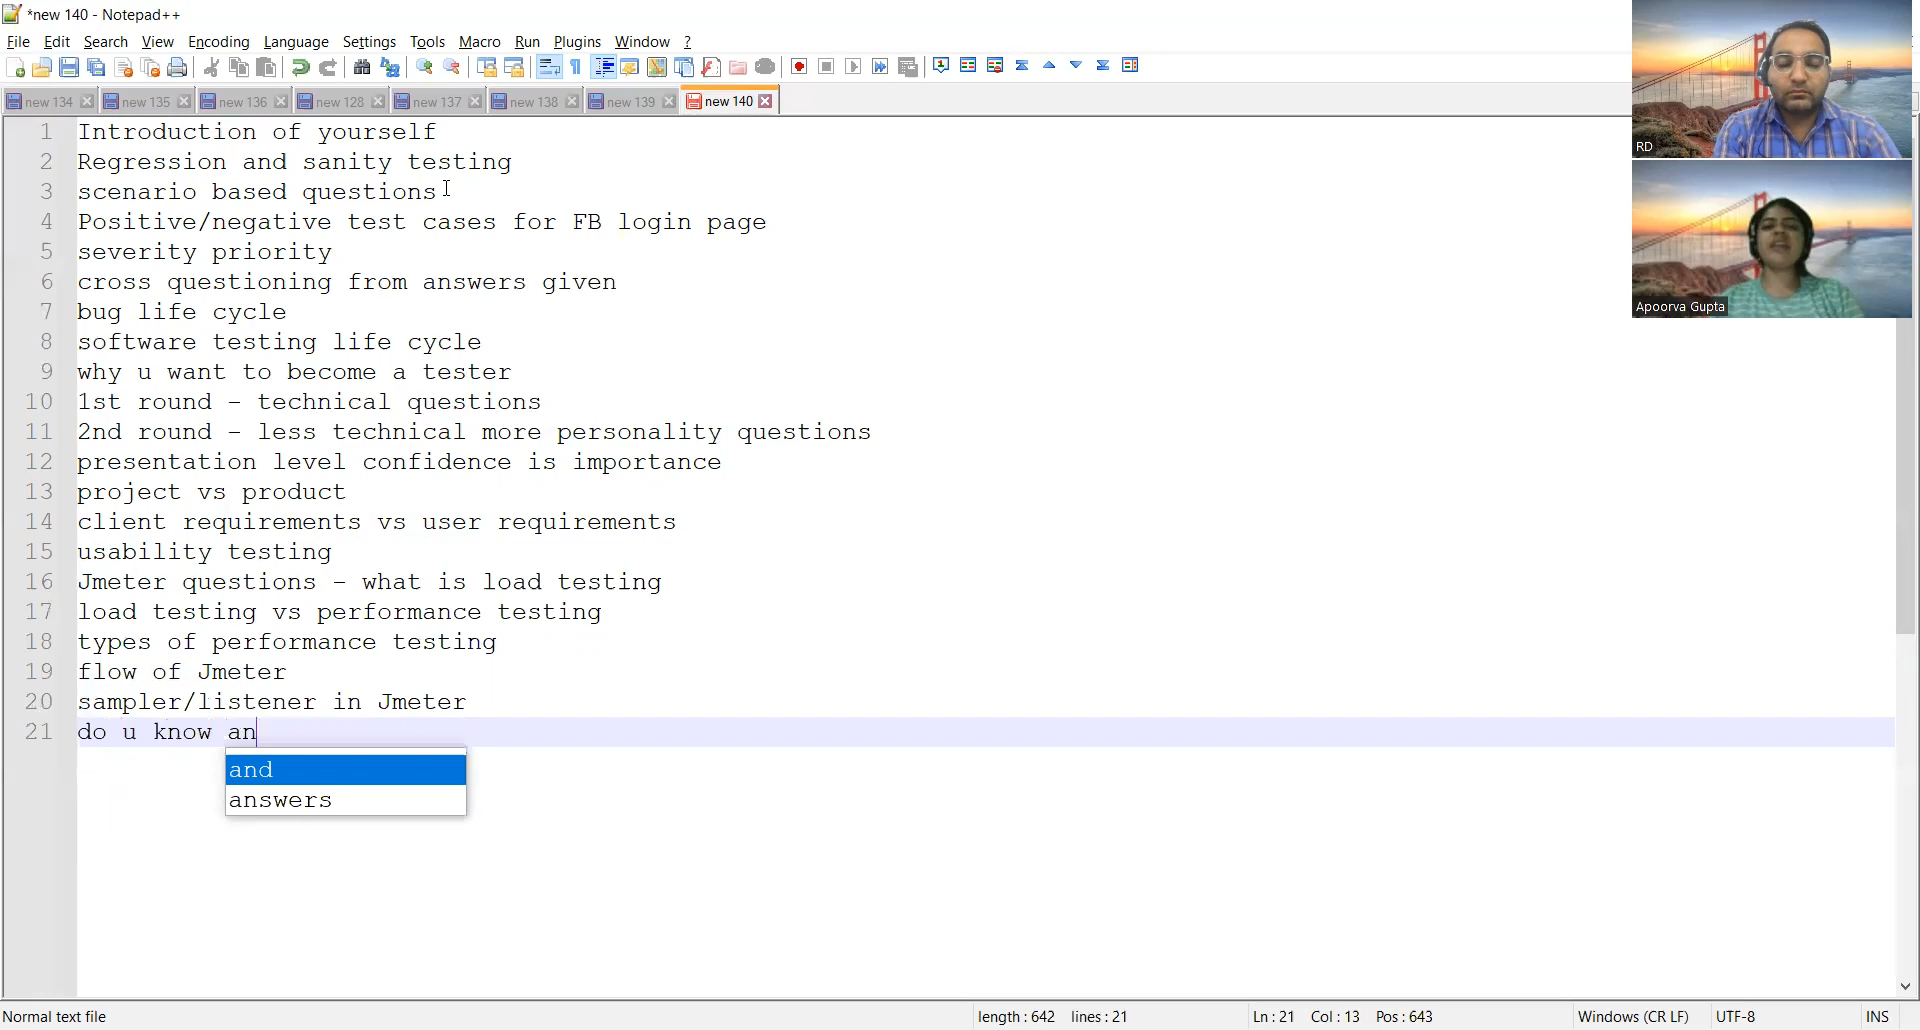 *new 140 - Notepad++
File Edit Search View Encoding Language Settings Tools Macro Run Plugins Window ?
new 134 new 135 new 136 new 128 new 137 new 138 new 139 new 140
1 Introduction of yourself
2 Regression and sanity testing
3 scenario based questions
4 Positive/negative test cases for FB login page
5 severity priority
6 cross questioning from answers given
7 bug life cycle
8 software testing life cycle
9 why u want to become a tester
10 1st round - technical questions
11 2nd round - less technical more personality questions
12 presentation level confidence is importance
13 project vs product
14 client requirements vs user requirements
15 usability testing
16 Jmeter questions - what is load testing
17 load testing vs performance testing
18 types of performance testing
19 flow of Jmeter
20 sampler/listener in Jmeter
21 do u know an
and
answers
RD
Apoorva Gupta
Normal text file length : 642 lines : 21 Ln : 21 Col : 13 Pos : 643 Windows (CR LF) UTF-8 INS